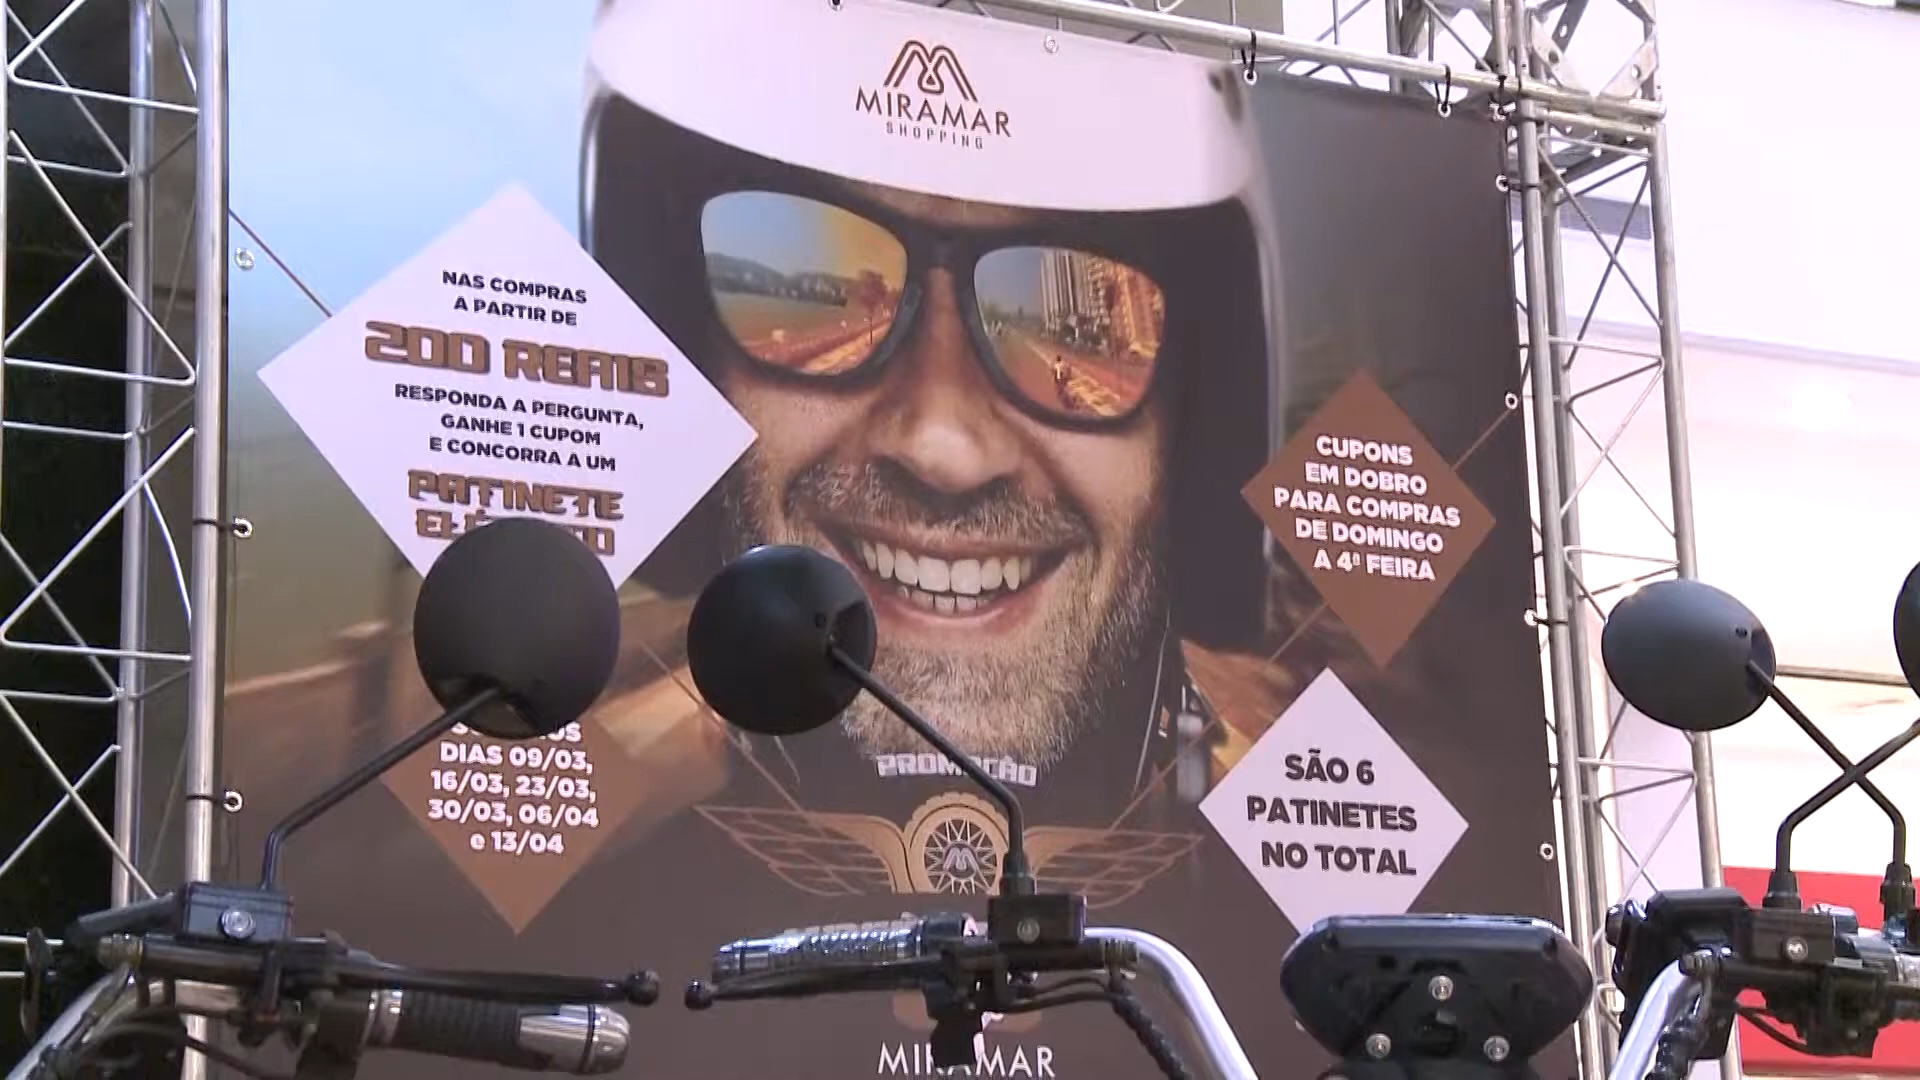 MIRAMAR
SHOPPING
NAS COMPRAS
A PARTIR DE
200 REAIS
RESPONDA A PERGUNTA,
GANHE 1 CUPOM
E CONCORRA A UM
PATINETE
CUPONS
EM DOBRO
PARA COMPRAS
DE DOMINGO
A 4ª FEIRA
DIAS 09/03,
16/03, 23/03,
30/03, 06/04
e 13/04
PROMOÇÃO
SÃO 6
PATINETES
NO TOTAL
MIRAMAR